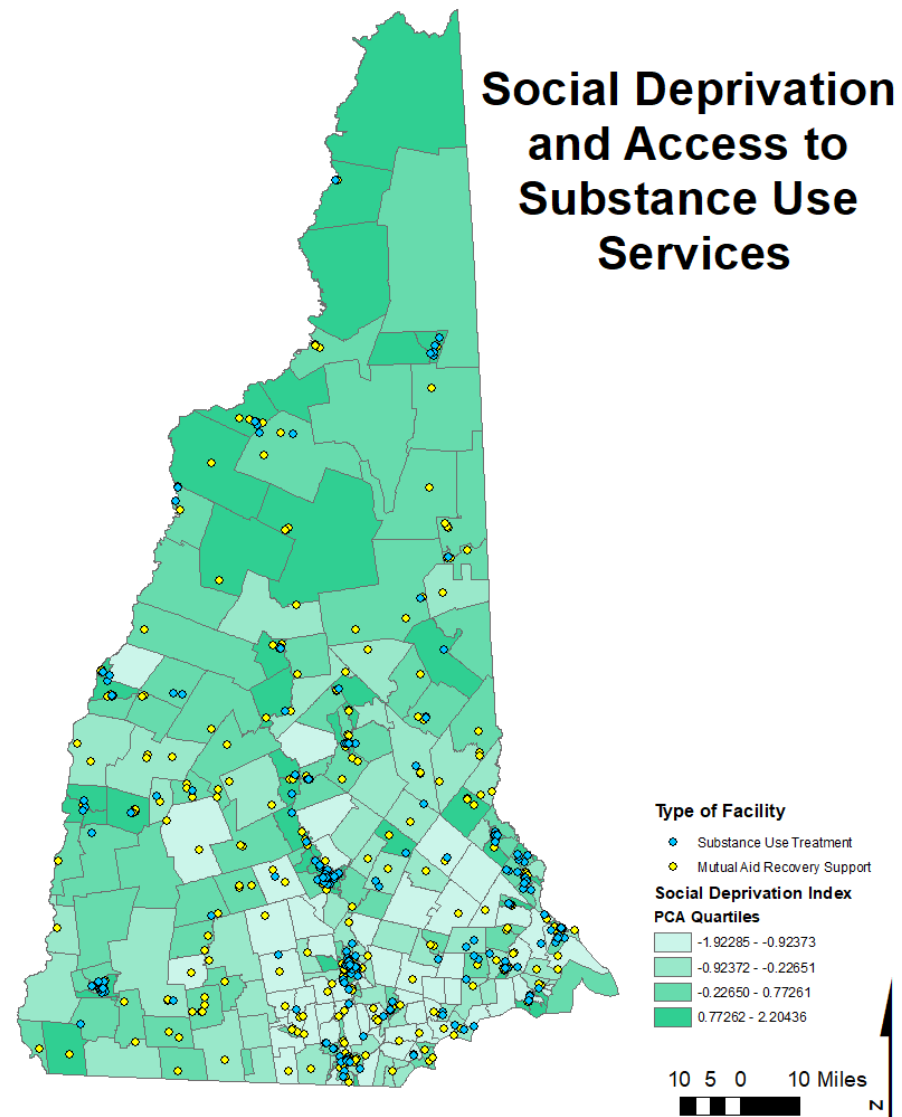 Social Deprivation
and Access to
Substance Use
Services
Type of Facility
Substance Use Treatment
Mutual Aid Recovery Support
Social Deprivation Index
PCA Quartiles
-1.92285 - -0.92373
-0.92372 - -0.22651
-0.22650 - 0.77261
0.77262 - 2.20436
10 5 0 10 Miles
N